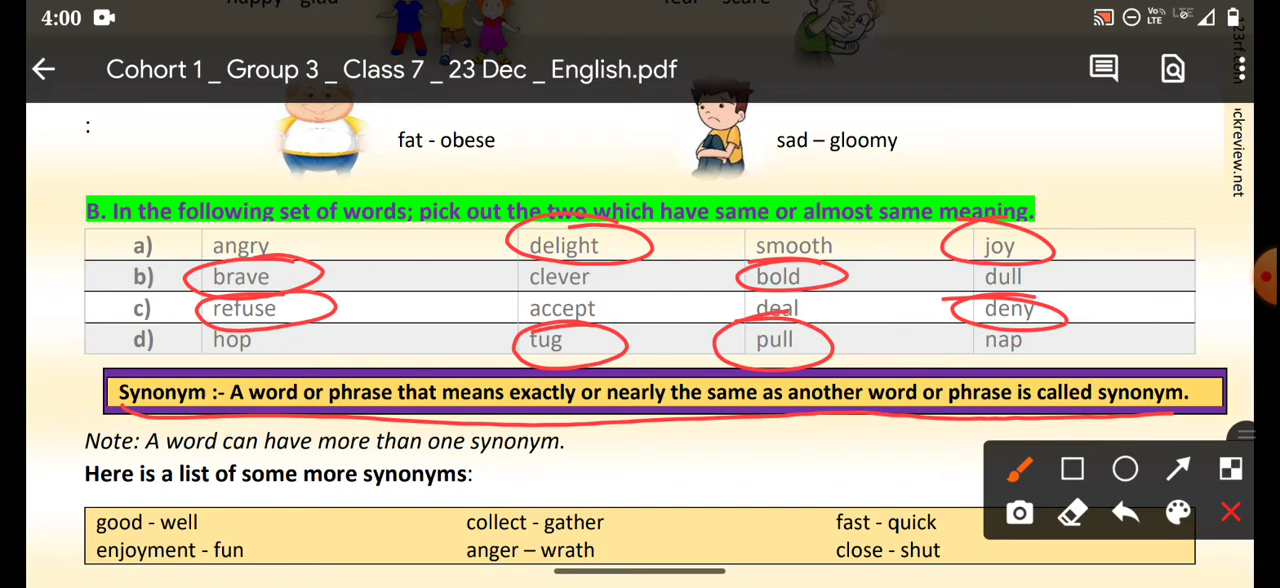 4:00
Vo
LTE
LTE
Cohort 1 _ Group 3 _ Class 7 _ 23 Dec _ English.pdf
:
fat - obese
sad – gloomy
ckreview.net
B. In the following set of words; pick out the two which have same or almost same meaning.
a) angry delight smooth joy
b) brave clever bold dull
c) refuse accept deal deny
d) hop tug pull nap
Synonym :- A word or phrase that means exactly or nearly the same as another word or phrase is called synonym.
Note: A word can have more than one synonym.
Here is a list of some more synonyms:
good - well collect - gather fast - quick
enjoyment - fun anger – wrath close - shut